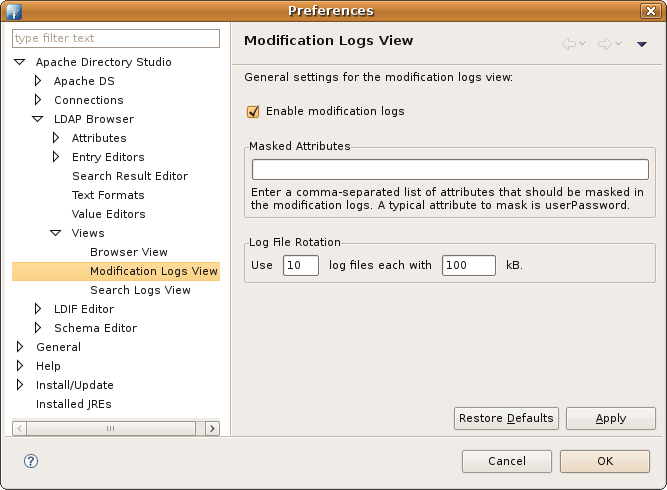 Preferences
type filter text
Apache Directory Studio
Apache DS
Connections
LDAP Browser
Attributes
Entry Editors
Search Result Editor
Text Formats
Value Editors
Views
Browser View
Modification Logs View
Search Logs View
LDIF Editor
Schema Editor
General
Help
Install/Update
Installed JREs
Modification Logs View
General settings for the modification logs view:
Enable modification logs
Masked Attributes
Enter a comma-separated list of attributes that should be masked in
the modification logs. A typical attribute to mask is userPassword.
Log File Rotation
Use 10 log files each with 100 kB.
Restore Defaults Apply
? Cancel OK